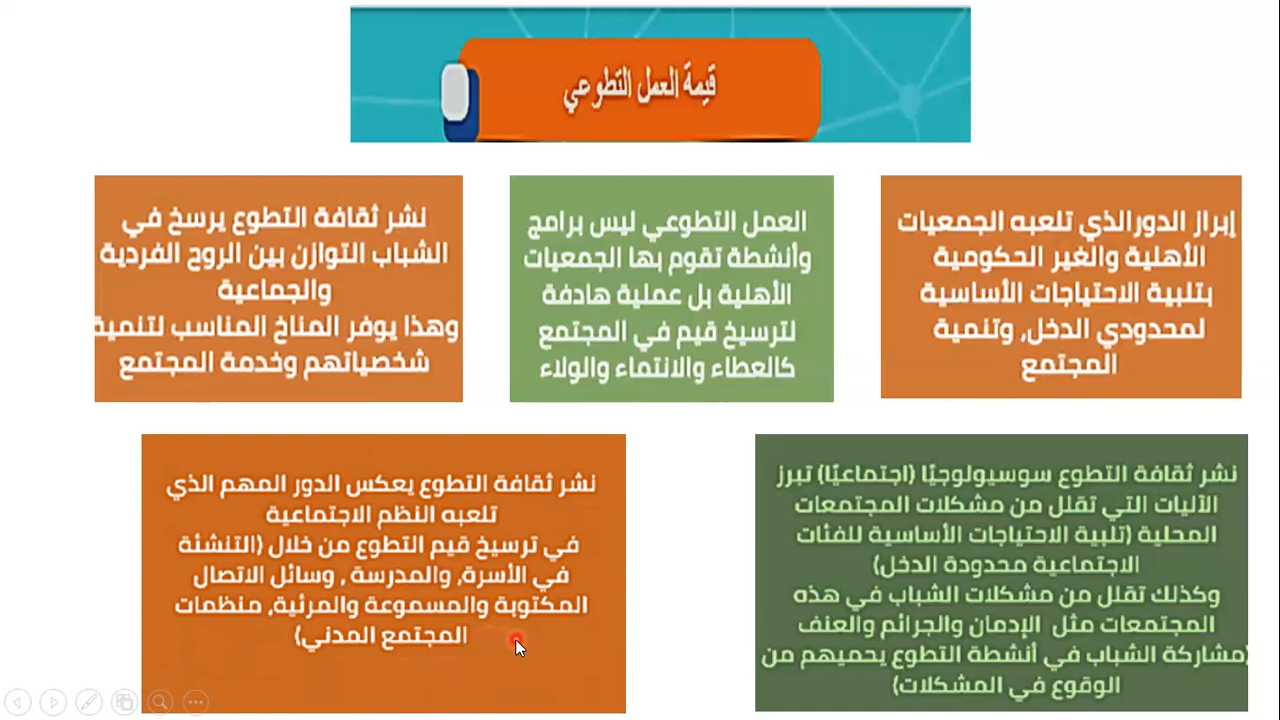 قيمة العمل التطوعي
إبراز الدورالذي تلعبه الجمعيات
الأهلية والغير الحكومية
بتلبية الاحتياجات الأساسية
لمحدودي الدخل، وتنمية
المجتمع
العمل التطوعي ليس برامج
وأنشطة تقوم بها الجمعيات
الأهلية بل عملية هادفة
لترسيخ قيم في المجتمع
كالعطاء والانتماء والولاء
نشر ثقافة التطوع يرسخ في
الشباب التوازن بين الروح الفردية
والجماعية
وهذا يوفر المناخ المناسب لتنمية
شخصياتهم وخدمة المجتمع
نشر ثقافة التطوع سوسيولوجيًا (اجتماعيًا) تبرز
الآليات التي تقلل من مشكلات المجتمعات
المحلية (تلبية الاحتياجات الأساسية للفئات
الاجتماعية محدودة الدخل)
وكذلك تقلل من مشكلات الشباب في هذه
المجتمعات مثل الإدمان والجرائم والعنف
(مشاركة الشباب في أنشطة التطوع يحميهم من
الوقوع في المشكلات)
نشر ثقافة التطوع يعكس الدور المهم الذي
تلعبه النظم الاجتماعية
في ترسيخ قيم التطوع من خلال (التنشئة
في الأسرة، والمدرسة , وسائل الاتصال
المكتوبة والمسموعة والمرئية، منظمات
المجتمع المدني)